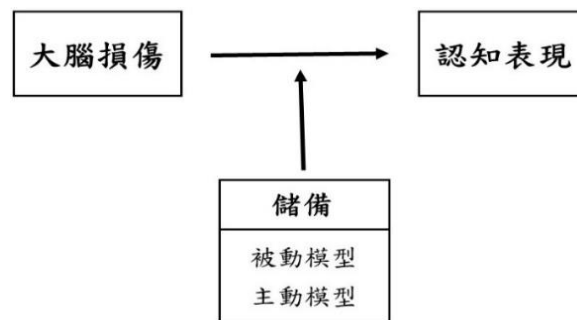 大腦損傷
認知表現
儲備
被動模型
主動模型